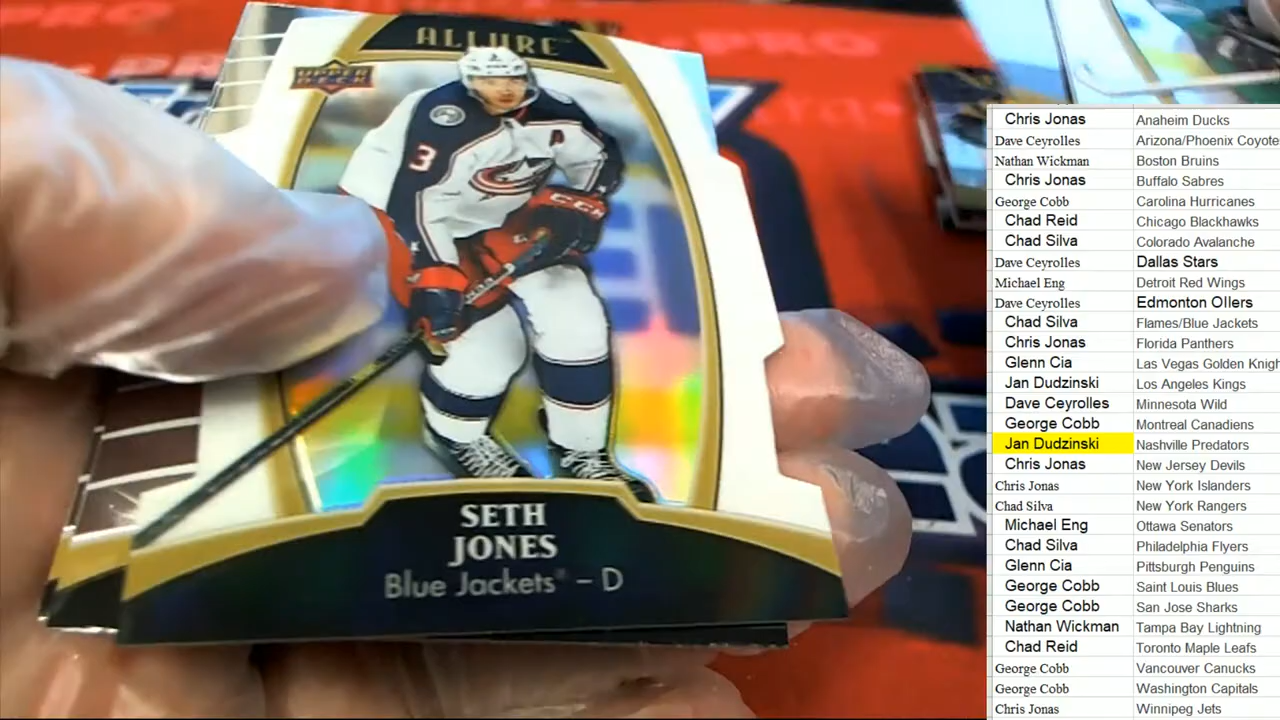 ALLURE
UPPER DECK
3
A
CCM
SETH
JONES
Blue Jackets® – D
Chris Jonas Anaheim Ducks
Dave Ceyrolles Arizona/Phoenix Coyote
Nathan Wickman Boston Bruins
Chris Jonas Buffalo Sabres
George Cobb Carolina Hurricanes
Chad Reid Chicago Blackhawks
Chad Silva Colorado Avalanche
Dave Ceyrolles Dallas Stars
Michael Eng Detroit Red Wings
Dave Ceyrolles Edmonton OIlers
Chad Silva Flames/Blue Jackets
Chris Jonas Florida Panthers
Glenn Cia Las Vegas Golden Knigh
Jan Dudzinski Los Angeles Kings
Dave Ceyrolles Minnesota Wild
George Cobb Montreal Canadiens
Jan Dudzinski Nashville Predators
Chris Jonas New Jersey Devils
Chris Jonas New York Islanders
Chad Silva New York Rangers
Michael Eng Ottawa Senators
Chad Silva Philadelphia Flyers
Glenn Cia Pittsburgh Penguins
George Cobb Saint Louis Blues
George Cobb San Jose Sharks
Nathan Wickman Tampa Bay Lightning
Chad Reid Toronto Maple Leafs
George Cobb Vancouver Canucks
George Cobb Washington Capitals
Chris Jonas Winnipeg Jets